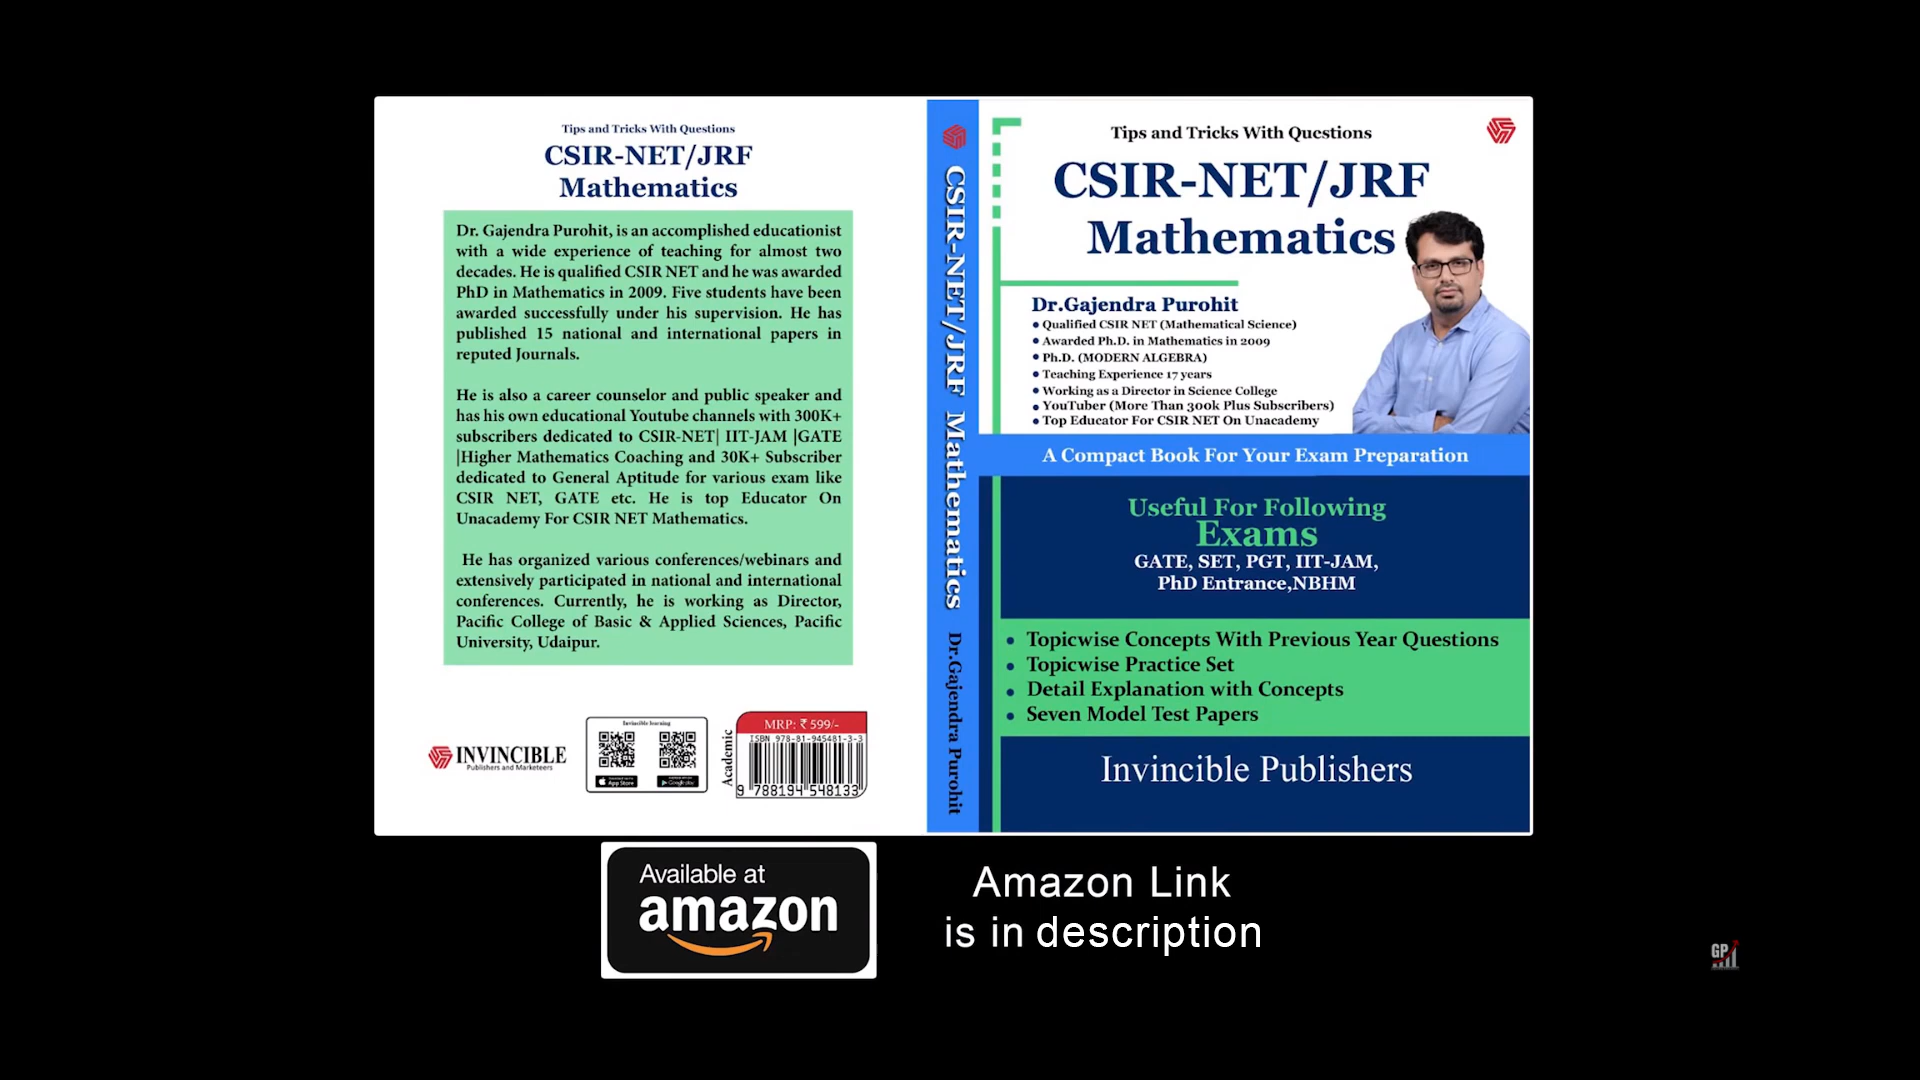 Tips and Tricks With Questions
CSIR-NET/JRF
Mathematics
Dr. Gajendra Purohit, is an accomplished educationist
with a wide experience of teaching for almost two
decades. He is qualified CSIR NET and he was awarded
PhD in Mathematics in 2009. Five students have been
awarded successfully under his supervision. He has
published 15 national and international papers in
reputed Journals.
He is also a career counselor and public speaker and
has his own educational Youtube channels with 300K+
subscribers dedicated to CSIR-NET| IIT-JAM |GATE
|Higher Mathematics Coaching and 30K+ Subscriber
dedicated to General Aptitude for various exam like
CSIR NET, GATE etc. He is top Educator On
Unacademy For CSIR NET Mathematics.
He has organized various conferences/webinars and
extensively participated in national and international
conferences. Currently, he is working as Director,
Pacific College of Basic & Applied Sciences, Pacific
University, Udaipur.
INVINCIBLE
Publishers and Marketeers
Invincible learning
App Store
Google play
Academic
MRP: ₹ 599/-
ISBN 978-81-945481-3-3
9 788194 548133
CSIR-NET/JRF Mathematics Dr.Gajendra Purohit
Tips and Tricks With Questions
CSIR-NET/JRF
Mathematics
Dr.Gajendra Purohit
• Qualified CSIR NET (Mathematical Science)
• Awarded Ph.D. in Mathematics in 2009
• Ph.D. (MODERN ALGEBRA)
• Teaching Experience 17 years
• Working as a Director in Science College
• YouTuber (More Than 300k Plus Subscribers)
• Top Educator For CSIR NET On Unacademy
A Compact Book For Your Exam Preparation
Useful For Following
Exams
GATE, SET, PGT, IIT-JAM,
PhD Entrance,NBHM
• Topicwise Concepts With Previous Year Questions
• Topicwise Practice Set
• Detail Explanation with Concepts
• Seven Model Test Papers
Invincible Publishers
Available at
amazon
Amazon Link
is in description
GP